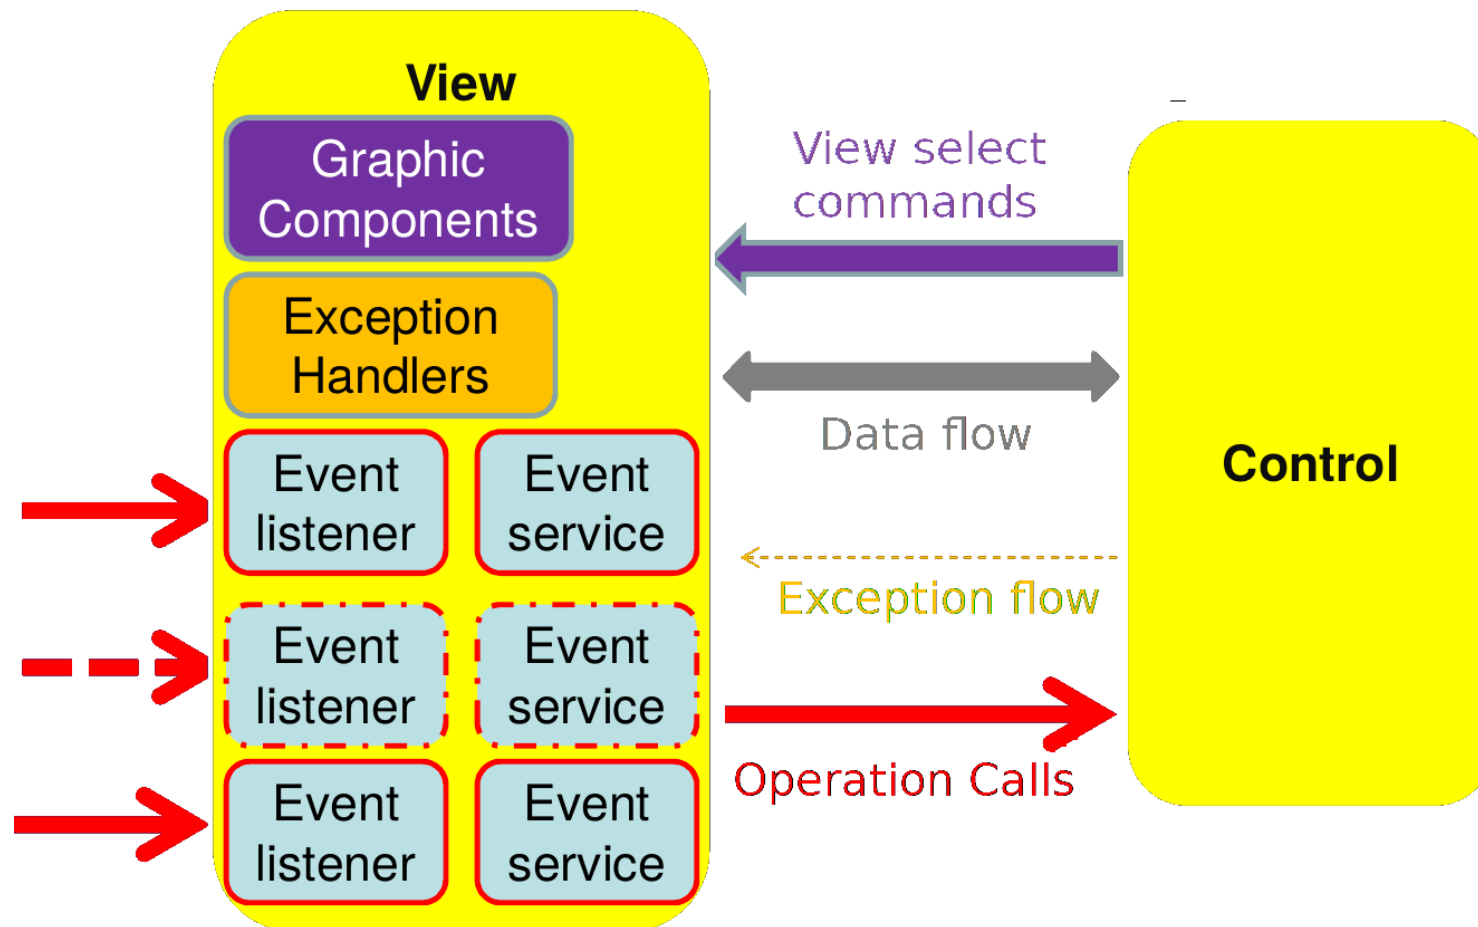 View
Graphic
Components
Exception
Handlers
Event
listener
Event
service
Event
listener
Event
service
Event
listener
Event
service
View select
commands
Data flow
Exception flow
Operation Calls
Control